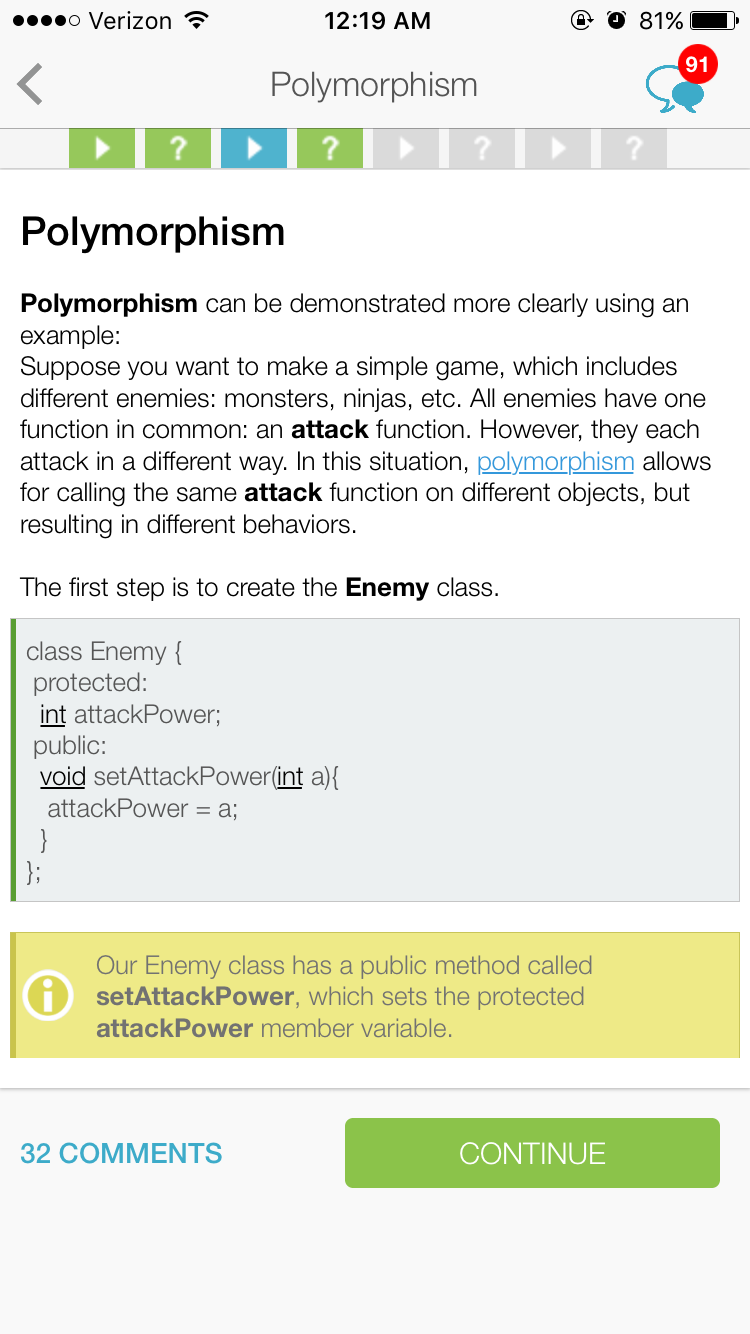 Verizon 12:19 AM 81%
Polymorphism
91
? ? ? ?
Polymorphism
Polymorphism can be demonstrated more clearly using an
example:
Suppose you want to make a simple game, which includes
different enemies: monsters, ninjas, etc. All enemies have one
function in common: an attack function. However, they each
attack in a different way. In this situation, polymorphism allows
for calling the same attack function on different objects, but
resulting in different behaviors.
The first step is to create the Enemy class.
class Enemy {
protected:
int attackPower;
public:
void setAttackPower(int a){
attackPower = a;
}
};
i
Our Enemy class has a public method called
setAttackPower, which sets the protected
attackPower member variable.
32 COMMENTS
CONTINUE